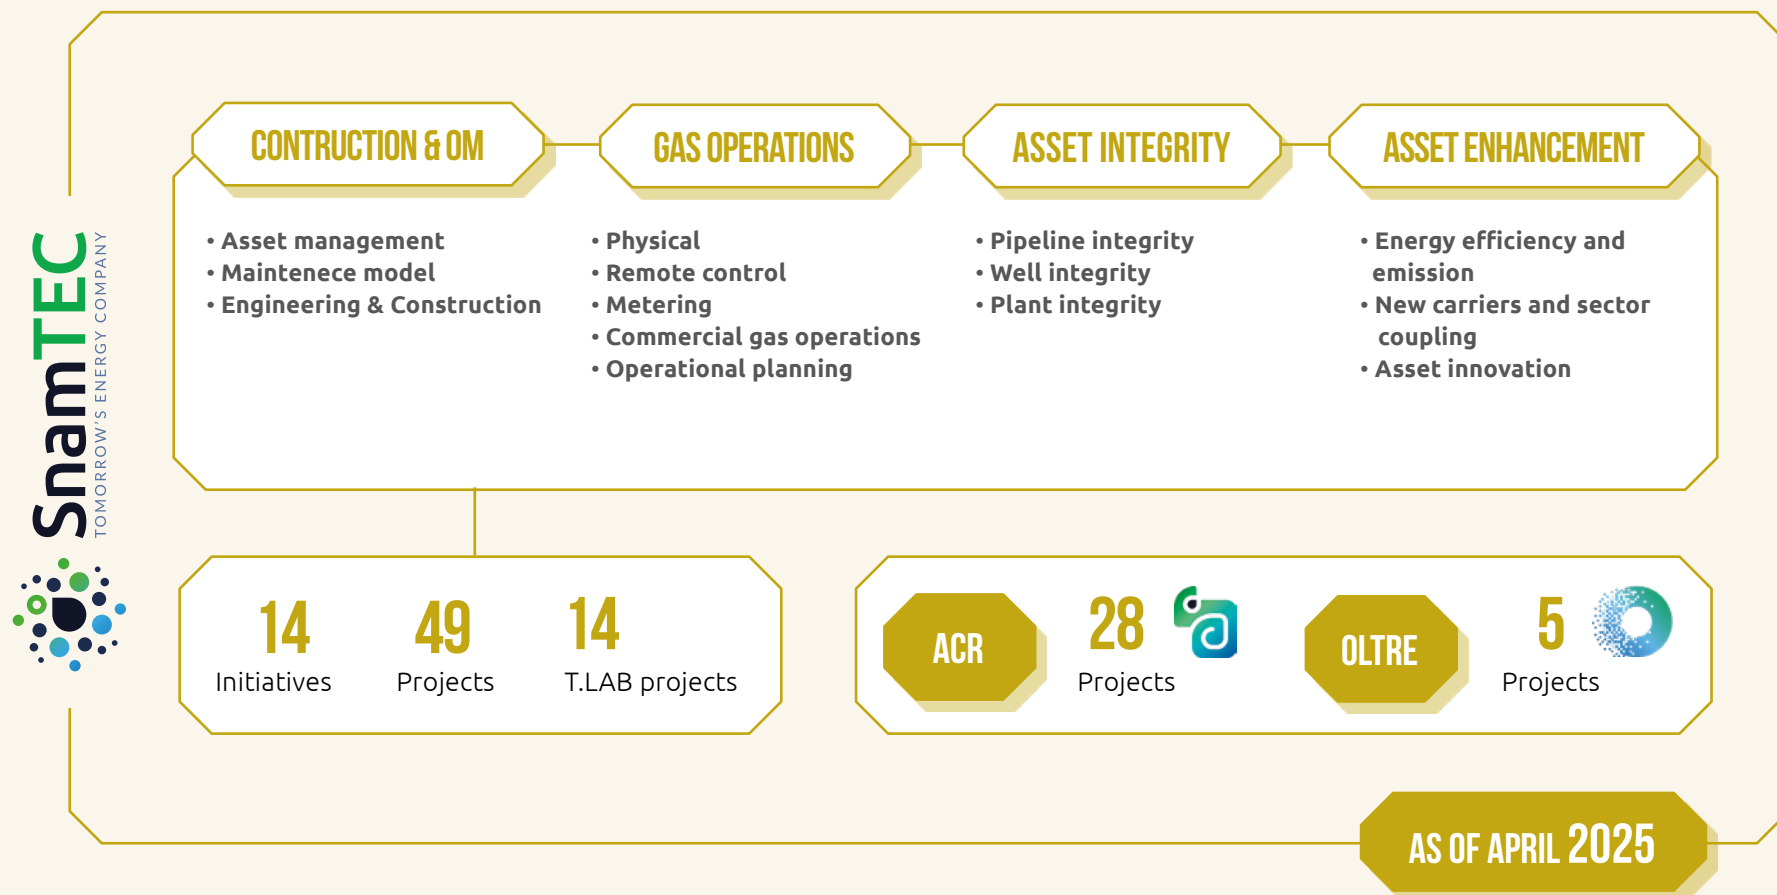 SnamTEC
TOMORROW'S ENERGY COMPANY
CONTRUCTION & OM
• Asset management
• Maintenece model
• Engineering & Construction
GAS OPERATIONS
• Physical
• Remote control
• Metering
• Commercial gas operations
• Operational planning
ASSET INTEGRITY
• Pipeline integrity
• Well integrity
• Plant integrity
ASSET ENHANCEMENT
• Energy efficiency and
emission
• New carriers and sector
coupling
• Asset innovation
14
Initiatives
49
Projects
14
T.LAB projects
ACR
28
Projects
OLTRE
5
Projects
AS OF APRIL 2025